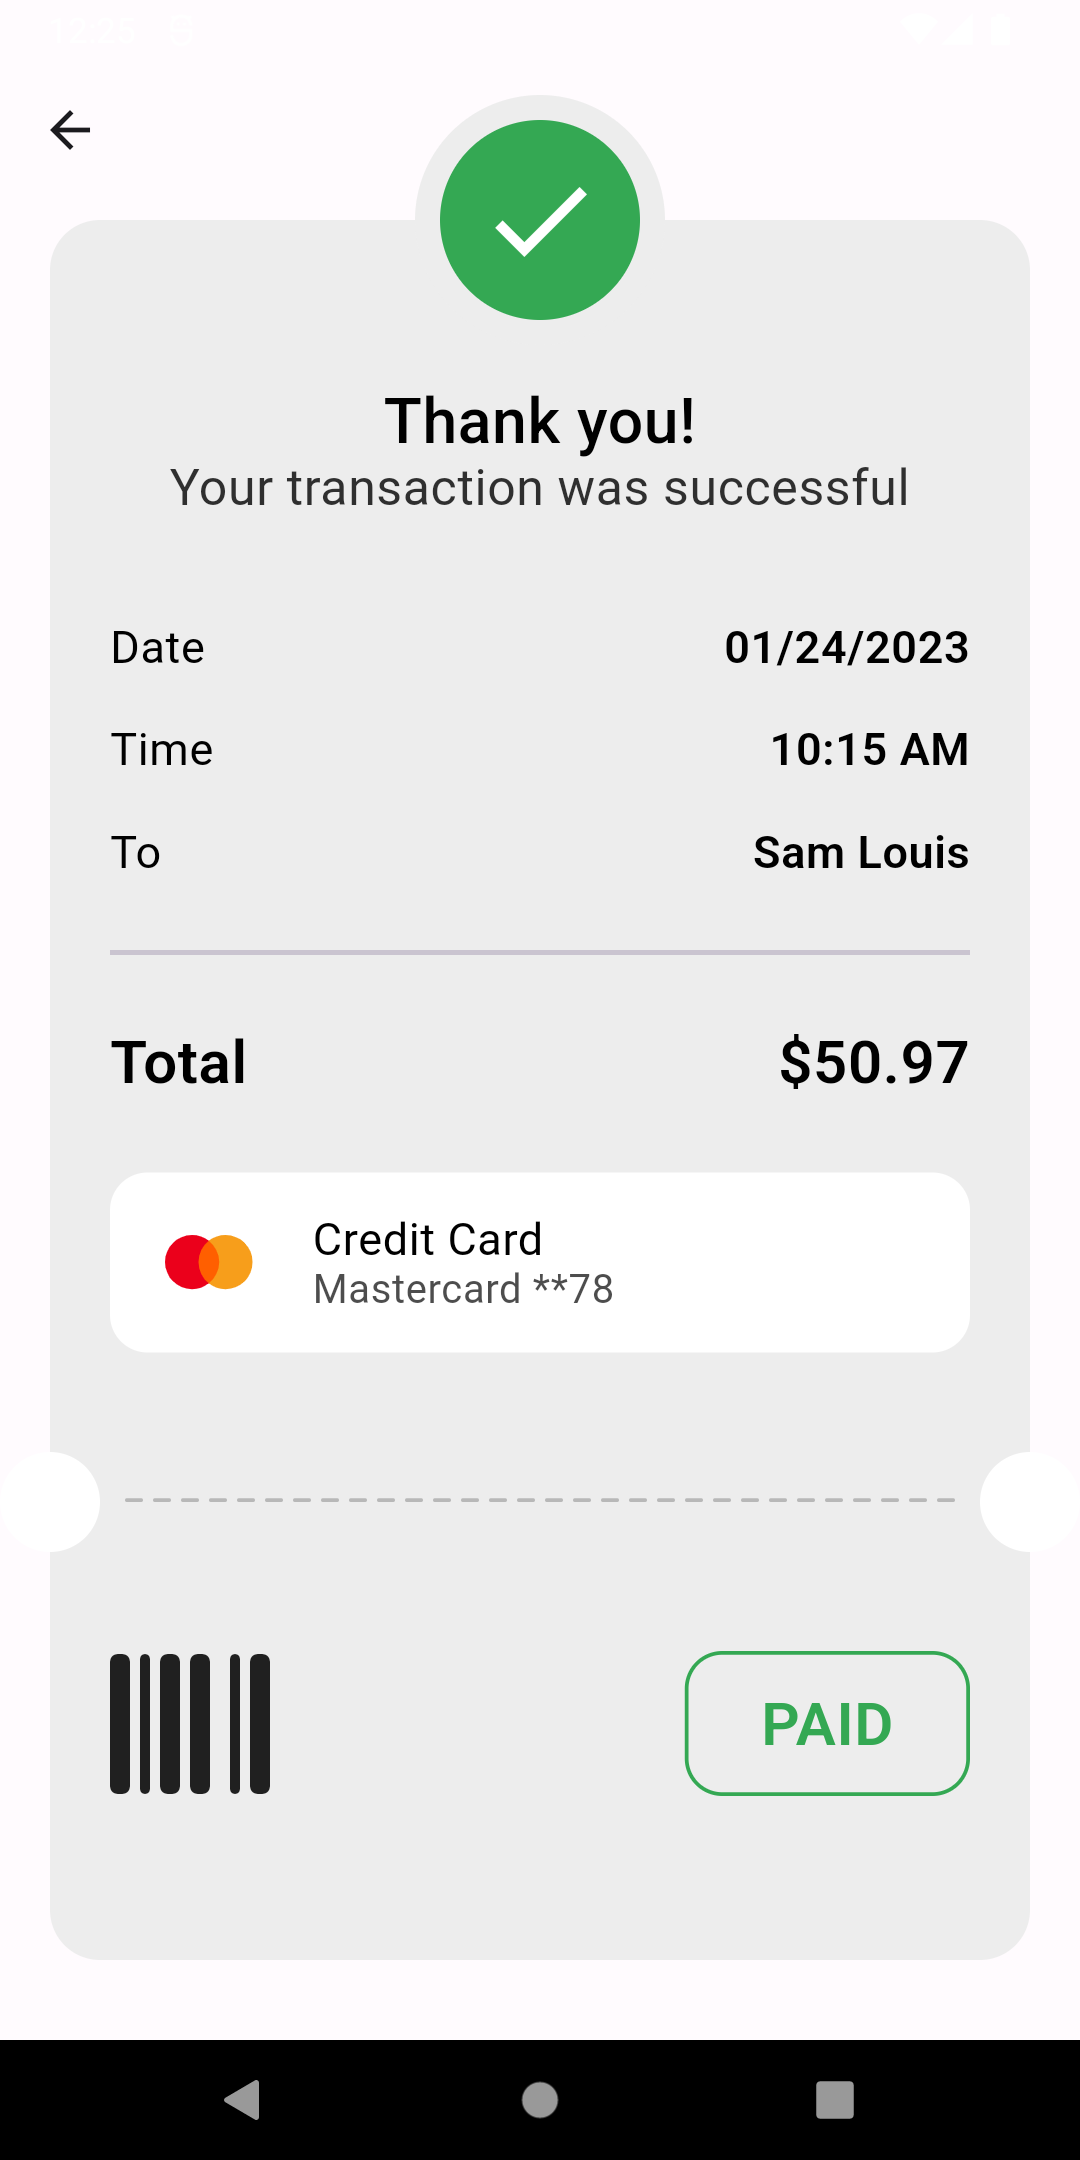 Thank you!
Your transaction was successful
Date 01/24/2023
Time 10:15 AM
To Sam Louis
Total $50.97
Credit Card
Mastercard **78
PAID